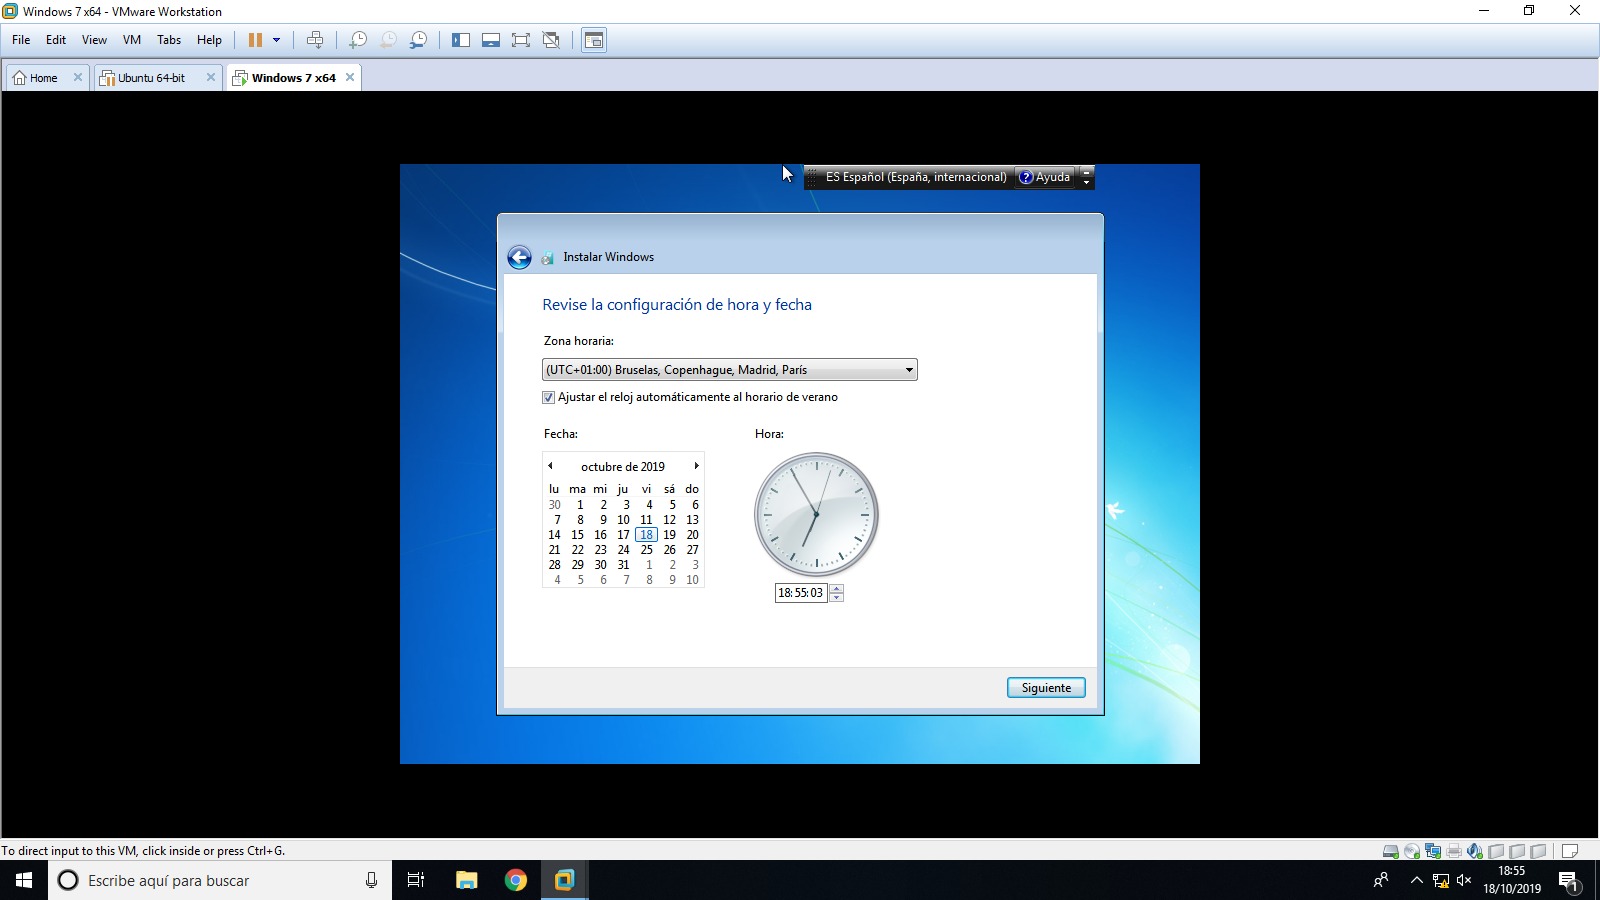 Windows 7 x64 - VMware Workstation
File Edit View VM Tabs Help
Home Ubuntu 64-bit Windows 7 x64
ES Español (España, internacional) ? Ayuda
Instalar Windows
Revise la configuración de hora y fecha
Zona horaria:
(UTC+01:00) Bruselas, Copenhague, Madrid, París
Ajustar el reloj automáticamente al horario de verano
Fecha: Hora:
octubre de 2019
lu ma mi ju vi sá do
30 1 2 3 4 5 6
7 8 9 10 11 12 13
14 15 16 17 18 19 20
21 22 23 24 25 26 27
28 29 30 31 1 2 3
4 5 6 7 8 9 10
18:55:03
Siguiente
To direct input to this VM, click inside or press Ctrl+G.
Escribe aquí para buscar
18:55
18/10/2019
1